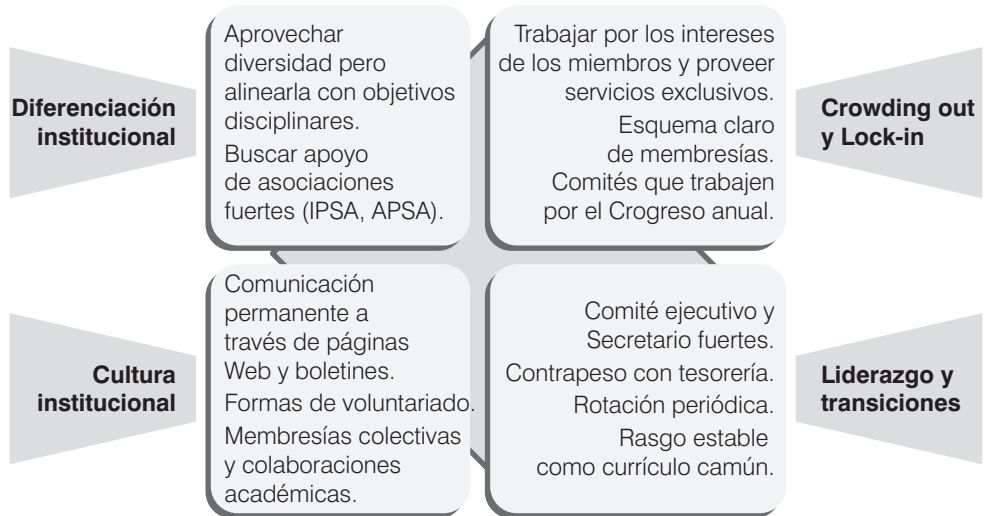 Diferenciación
institucional
Aprovechar
diversidad pero
alinearla con objetivos
disciplinares.
Buscar apoyo
de asociaciones
fuertes (IPSA, APSA).
Trabajar por los intereses
de los miembros y proveer
servicios exclusivos.
Esquema claro
de membresías.
Comités que trabajen
por el Crogreso anual.
Crowding out
y Lock-in
Cultura
institucional
Comunicación
permanente a
través de páginas
Web y boletines.
Formas de voluntariado.
Membresías colectivas
y colaboraciones
académicas.
Comité ejecutivo y
Secretario fuertes.
Contrapeso con tesorería.
Rotación periódica.
Rasgo estable
como currículo camún.
Liderazgo y
transiciones